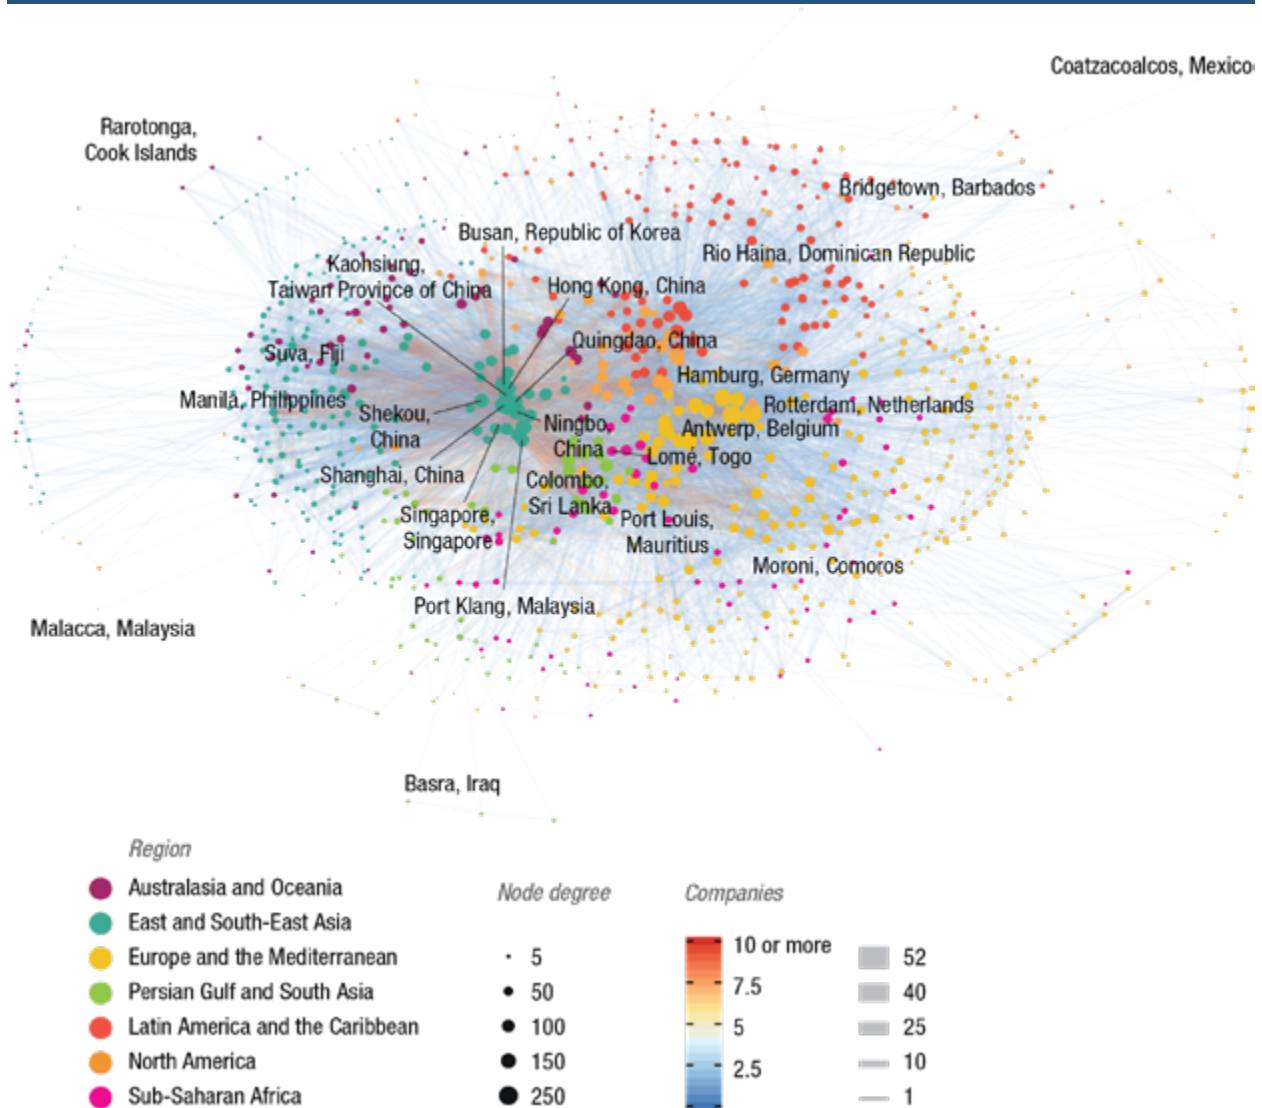 Coatzacoalcos, Mexico
Rarotonga,
Cook Islands
Bridgetown, Barbados
Busan, Republic of Korea
Rio Haina, Dominican Republic
Kaohsiung,
Taiwan Province of China
Hong Kong, China
Quingdao, China
Suva, Fiji
Hamburg, Germany
Manila, Philippines
Rotterdam, Netherlands
Shekou,
China
Ningbo,
China
Antwerp, Belgium
Lomé, Togo
Shanghai, China
Colombo,
Sri Lanka
Singapore,
Singapore
Port Louis,
Mauritius
Moroni, Comoros
Port Klang, Malaysia
Malacca, Malaysia
Basra, Iraq
Region
Australasia and Oceania
East and South-East Asia
Europe and the Mediterranean
Persian Gulf and South Asia
Latin America and the Caribbean
North America
Sub-Saharan Africa
Node degree
5
50
100
150
250
Companies
10 or more
7.5
5
2.5
52
40
25
10
1